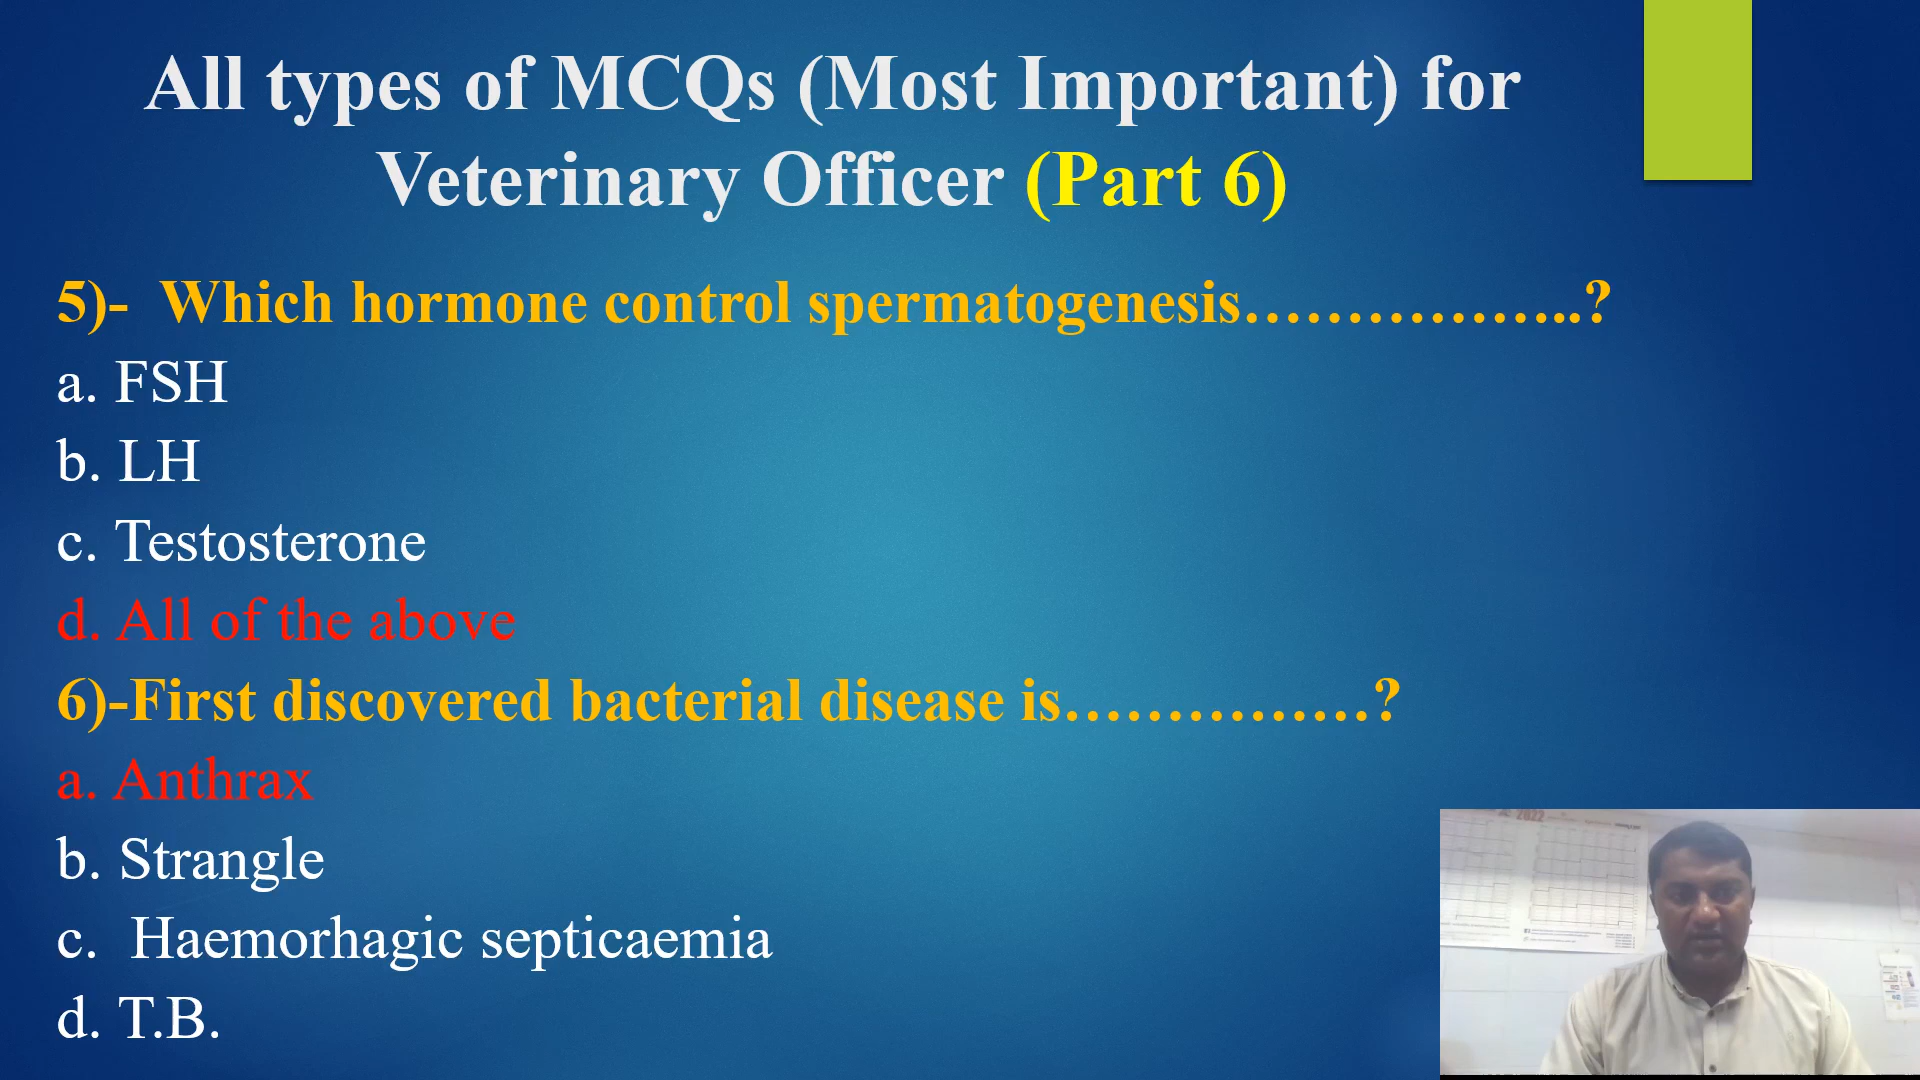 All types of MCQs (Most Important) for
Veterinary Officer (Part 6)
5)-  Which hormone control spermatogenesis……………..?
a. FSH
b. LH
c. Testosterone
d. All of the above
6)-First discovered bacterial disease is……………?
a. Anthrax
b. Strangle
c.  Haemorhagic septicaemia
d. T.B.
2022